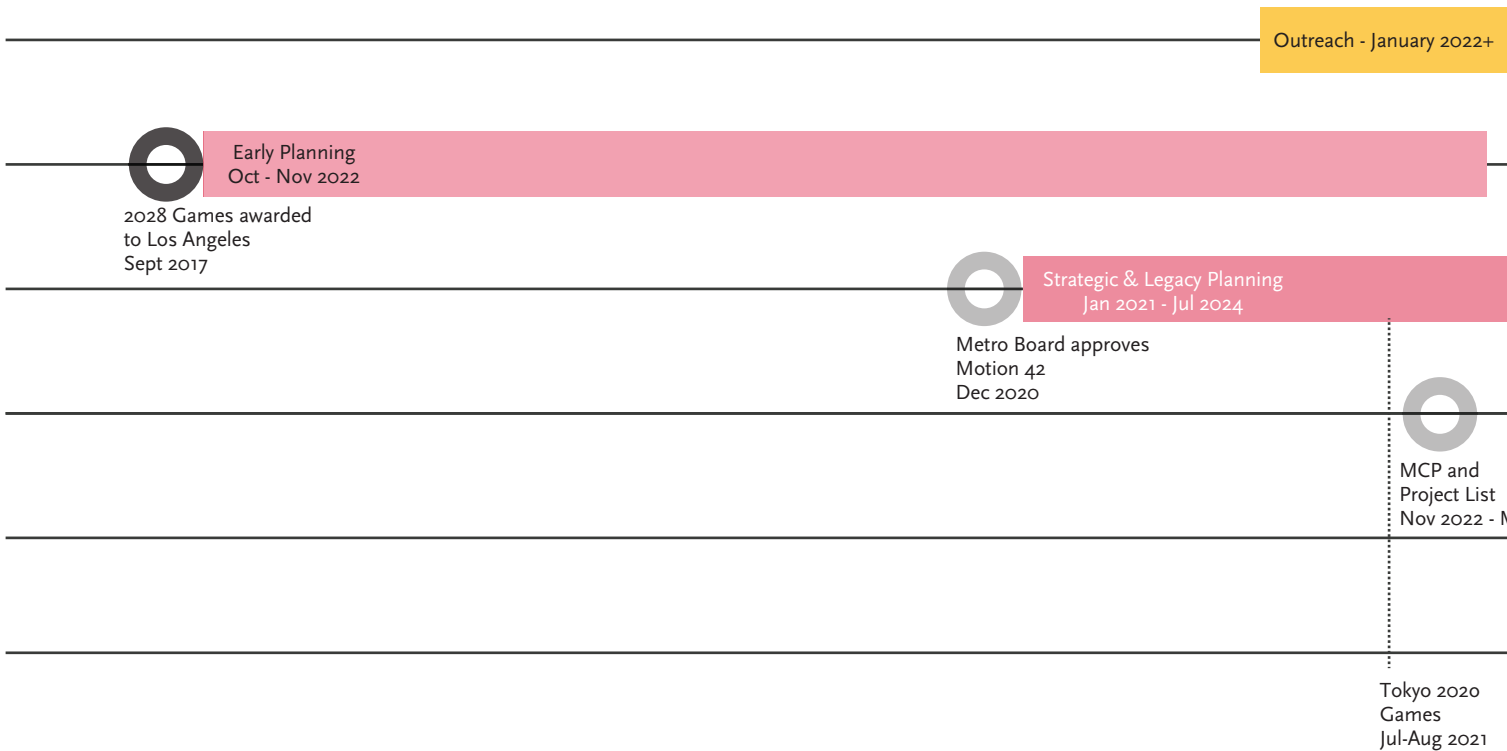 Outreach - January 2022+
Early Planning
Oct - Nov 2022
2028 Games awarded
to Los Angeles
Sept 2017
Strategic & Legacy Planning
Jan 2021 - Jul 2024
Metro Board approves
Motion 42
Dec 2020
MCP and
Project List
Nov 2022 -
Tokyo 2020
Games
Jul-Aug 2021